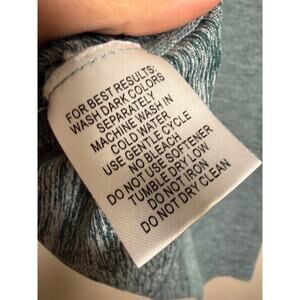 FOR BEST RESULTS:
WASH DARK COLORS
SEPARATELY
MACHINE WASH IN
COLD WATER
USE GENTLE CYCLE
NO BLEACH
DO NOT USE SOFTENER
TUMBLE DRY LOW
DO NOT IRON
DO NOT DRY CLEAN